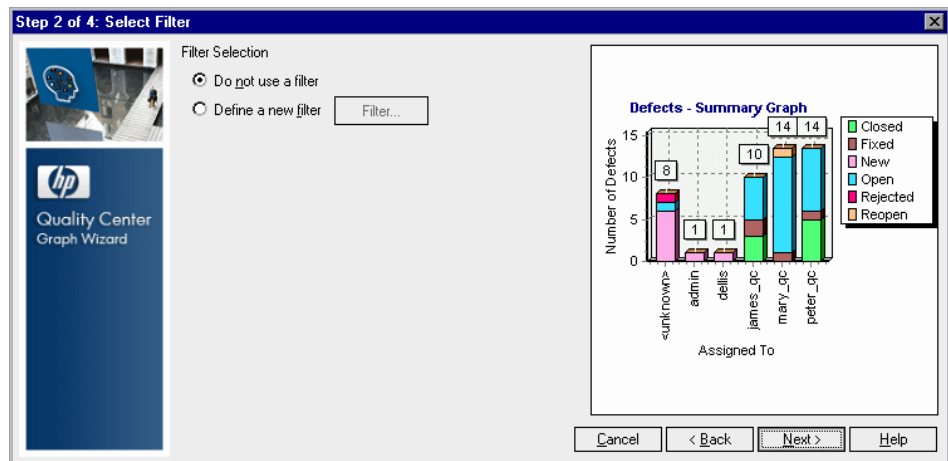 Step 2 of 4: Select Filter
Filter Selection
Do not use a filter
Define a new filter
Filter...
hp
Quality Center
Graph Wizard
Defects - Summary Graph
Number of Defects
15
10
5
0
8
1
1
10
14
14
<unknown>
admin
dellis
james_qc
mary_qc
peter_qc
Assigned To
Closed
Fixed
New
Open
Rejected
Reopen
Cancel
< Back
Next >
Help